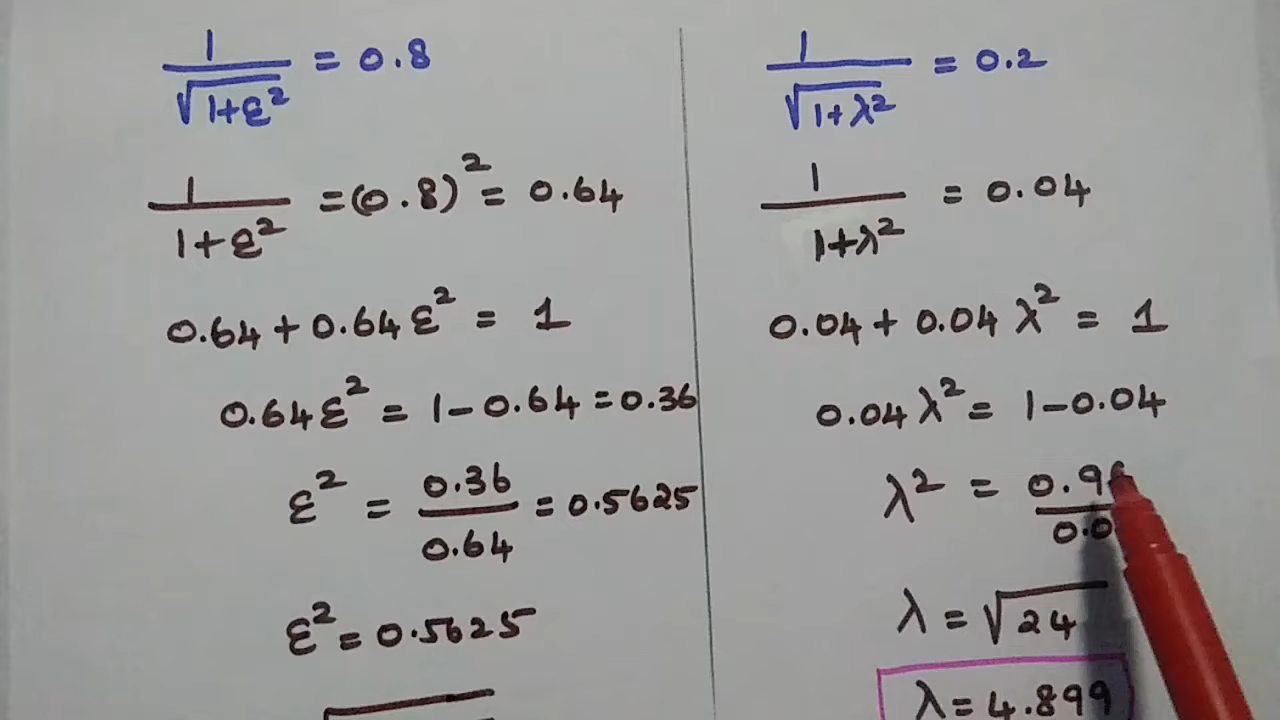 1/√(1+ε²) = 0.8
1/(1+ε²) = (0.8)² = 0.64
0.64 + 0.64 ε² = 1
0.64 ε² = 1 - 0.64 = 0.36
ε² = 0.36/0.64 = 0.5625
ε² = 0.5625
1/√(1+λ²) = 0.2
1/(1+λ²) = 0.04
0.04 + 0.04 λ² = 1
0.04 λ² = 1 - 0.04
λ² =
λ = √24
λ = 4.899